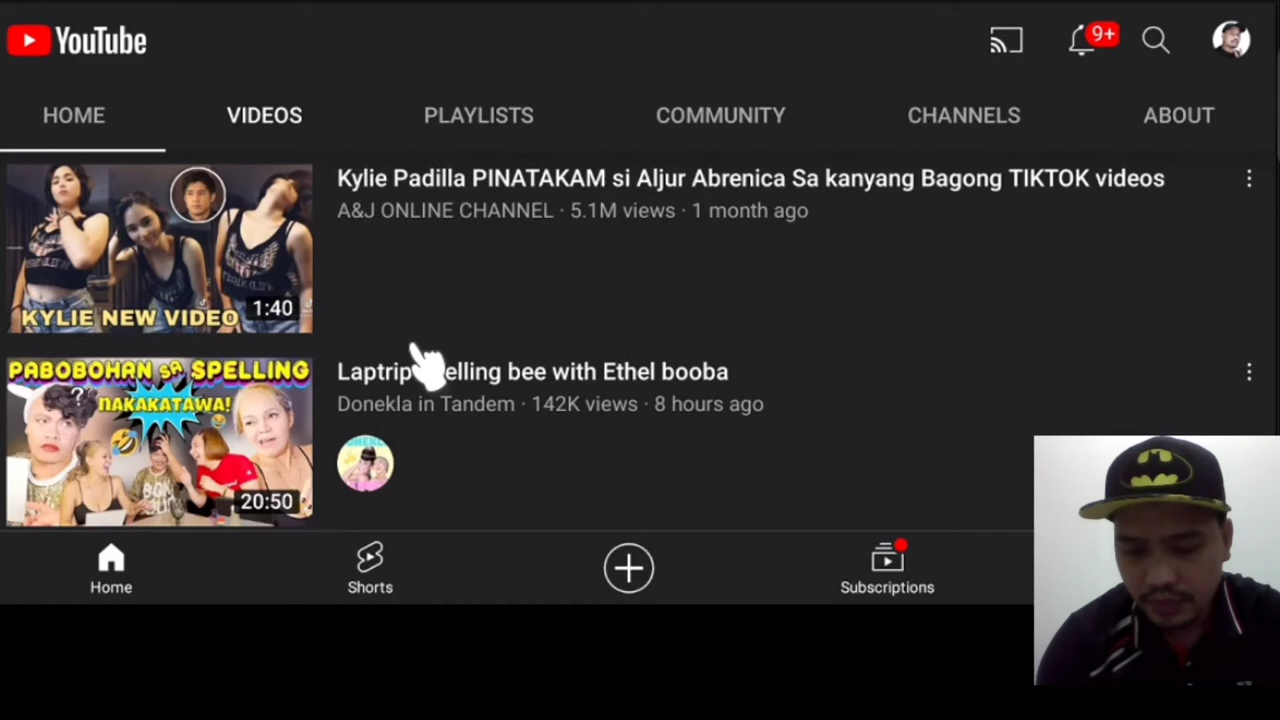 YouTube
9+
HOME VIDEOS PLAYLISTS COMMUNITY CHANNELS ABOUT
Kylie Padilla PINATAKAM si Aljur Abrenica Sa kanyang Bagong TIKTOK videos
A&J ONLINE CHANNEL · 5.1M views · 1 month ago
KYLIE NEW VIDEO
1:40
PABOBOHAN sa SPELLING
NAKAKATAWA!
20:50
Laptrip elling bee with Ethel booba
Donekla in Tandem · 142K views · 8 hours ago
Home Shorts Subscriptions